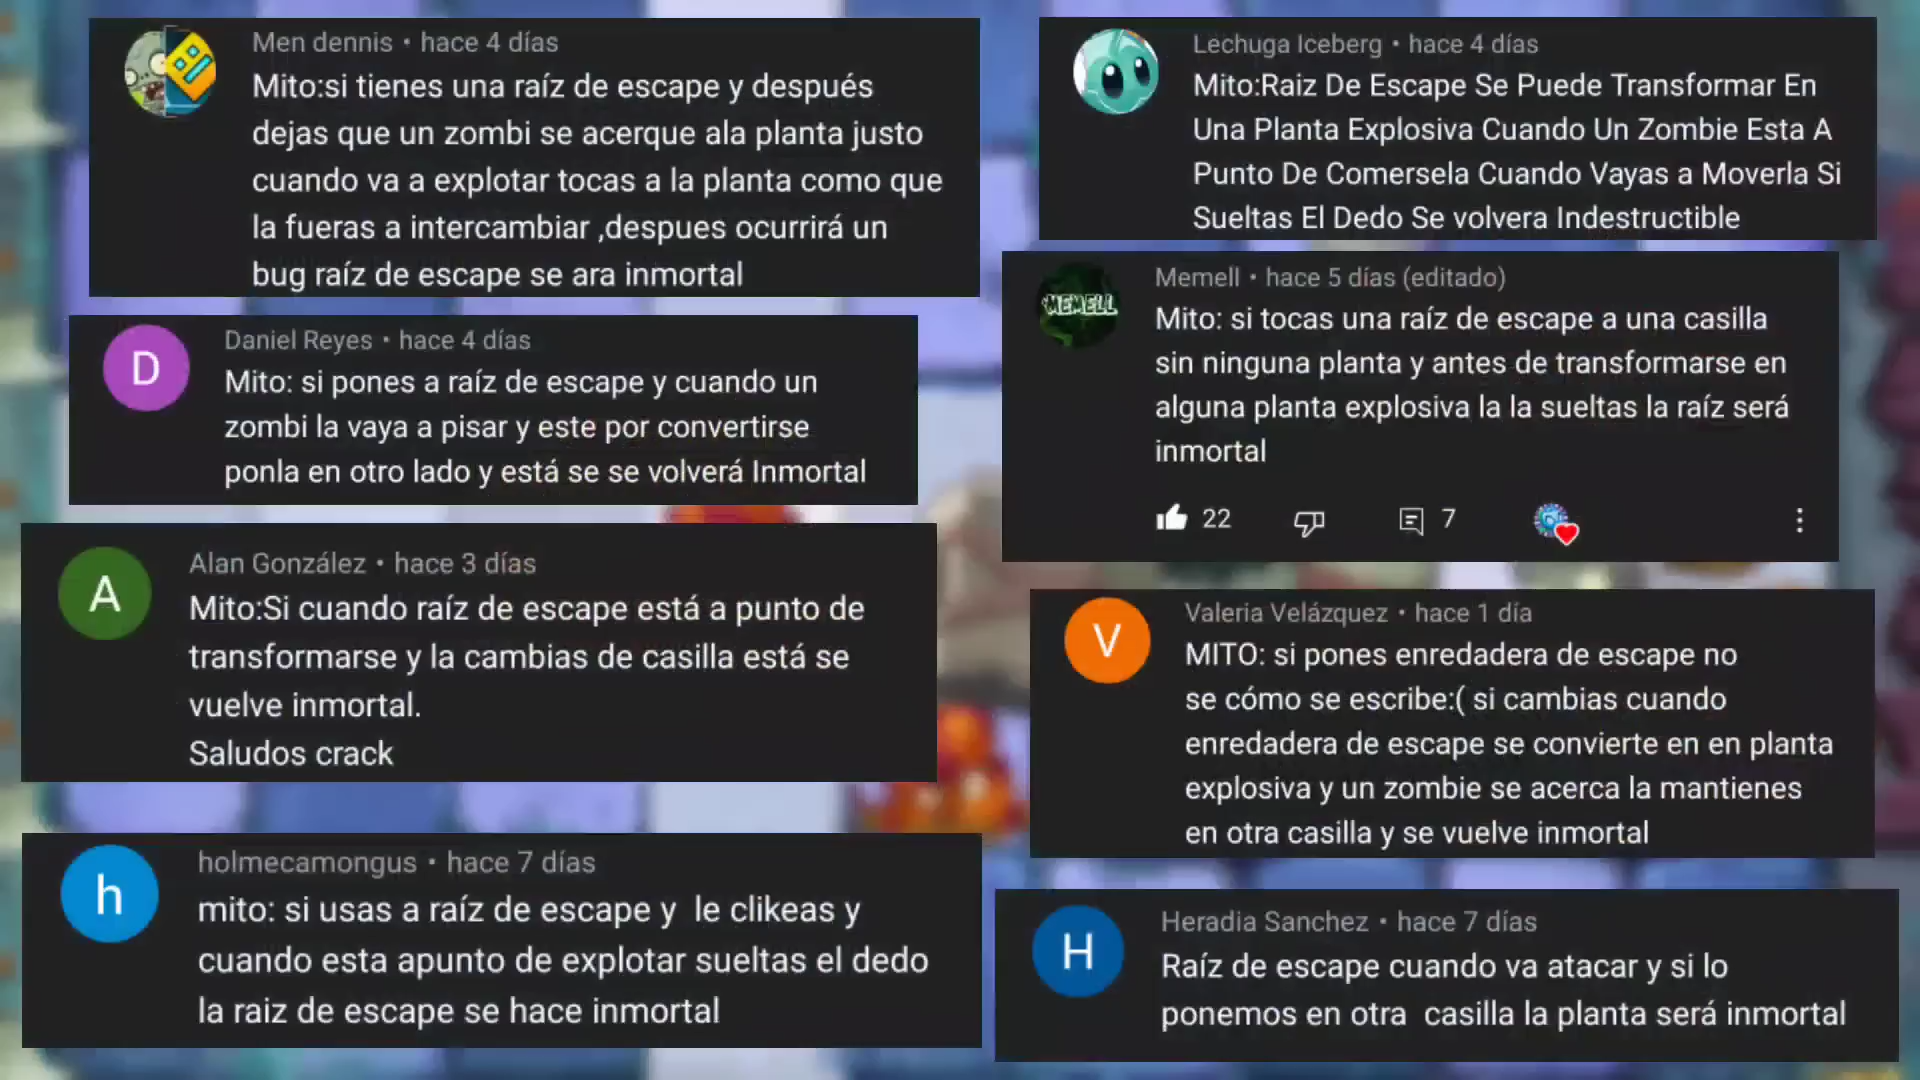 Men dennis • hace 4 días
Mito:si tienes una raíz de escape y después
dejas que un zombi se acerque ala planta justo
cuando va a explotar tocas a la planta como que
la fueras a intercambiar ,despues ocurrirá un
bug raíz de escape se ara inmortal
D
Daniel Reyes • hace 4 días
Mito: si pones a raíz de escape y cuando un
zombi la vaya a pisar y este por convertirse
ponla en otro lado y está se se volverá Inmortal
A
Alan González • hace 3 días
Mito:Si cuando raíz de escape está a punto de
transformarse y la cambias de casilla está se
vuelve inmortal.
Saludos crack
h
holmecamongus • hace 7 días
mito: si usas a raíz de escape y  le clikeas y
cuando esta apunto de explotar sueltas el dedo
la raiz de escape se hace inmortal
Lechuga Iceberg • hace 4 días
Mito:Raiz De Escape Se Puede Transformar En
Una Planta Explosiva Cuando Un Zombie Esta A
Punto De Comersela Cuando Vayas a Moverla Si
Sueltas El Dedo Se volvera Indestructible
MEMELL
Memell • hace 5 días (editado)
Mito: si tocas una raíz de escape a una casilla
sin ninguna planta y antes de transformarse en
alguna planta explosiva la la sueltas la raíz será
inmortal
22
7
V
Valeria Velázquez • hace 1 día
MITO: si pones enredadera de escape no
se cómo se escribe:( si cambias cuando
enredadera de escape se convierte en en planta
explosiva y un zombie se acerca la mantienes
en otra casilla y se vuelve inmortal
H
Heradia Sanchez • hace 7 días
Raíz de escape cuando va atacar y si lo
ponemos en otra  casilla la planta será inmortal